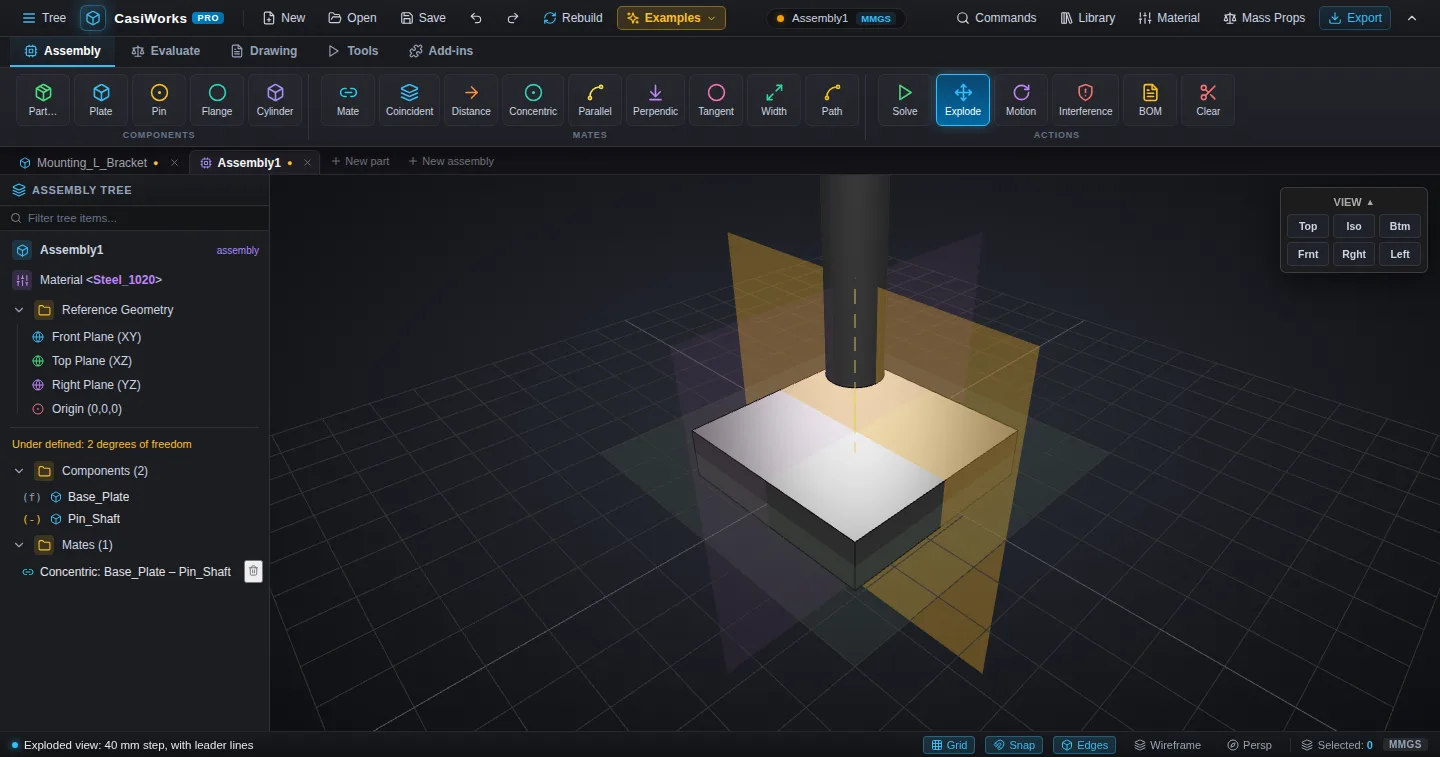 Tree CasiWorks PRO New Open Save Rebuild Examples Assembly1 MMGS Commands Library Material Mass Props Export
Assembly Evaluate Drawing Tools Add-ins
Part... Plate Pin Flange Cylinder Mate Coincident Distance Concentric Parallel Perpendic Tangent Width Path Solve Explode Motion Interference BOM Clear
COMPONENTS MATES ACTIONS
Mounting_L_Bracket Assembly1 New part New assembly
ASSEMBLY TREE
Filter tree items...
Assembly1 assembly
Material <Steel_1020>
Reference Geometry
Front Plane (XY)
Top Plane (XZ)
Right Plane (YZ)
Origin (0,0,0)
Under defined: 2 degrees of freedom
Components (2)
(f) Base_Plate
(-) Pin_Shaft
Mates (1)
Concentric: Base_Plate – Pin_Shaft
VIEW ▲
Top Iso Btm
Frnt Rght Left
Exploded view: 40 mm step, with leader lines Grid Snap Edges Wireframe Persp Selected: 0 MMGS